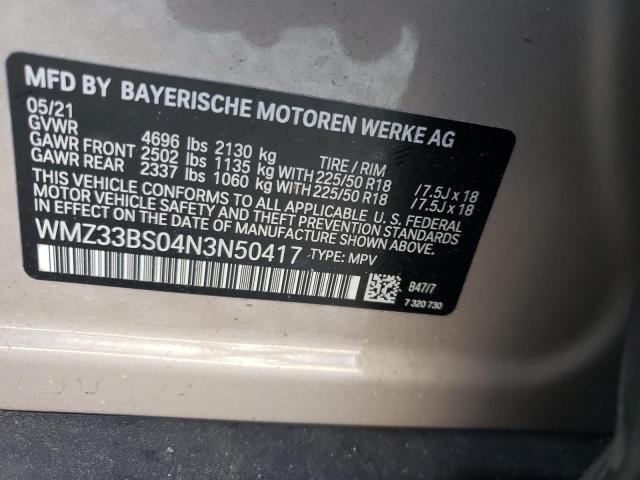 MFD BY BAYERISCHE MOTOREN WERKE AG
05/21
GVWR 4696 lbs 2130 kg TIRE / RIM
GAWR FRONT 2502 lbs 1135 kg WITH 225/50 R18 /7.5J x 18
GAWR REAR 2337 lbs 1060 kg WITH 225/50 R18 /7.5J x 18
THIS VEHICLE CONFORMS TO ALL APPLICABLE U.S. FEDERAL
MOTOR VEHICLE SAFETY AND THEFT PREVENTION STANDARDS
IN EFFECT ON THE DATE OF MANUFACTURE SHOWN ABOVE.
WMZ33BS04N3N50417 TYPE: MPV
B47/7
7 320 730